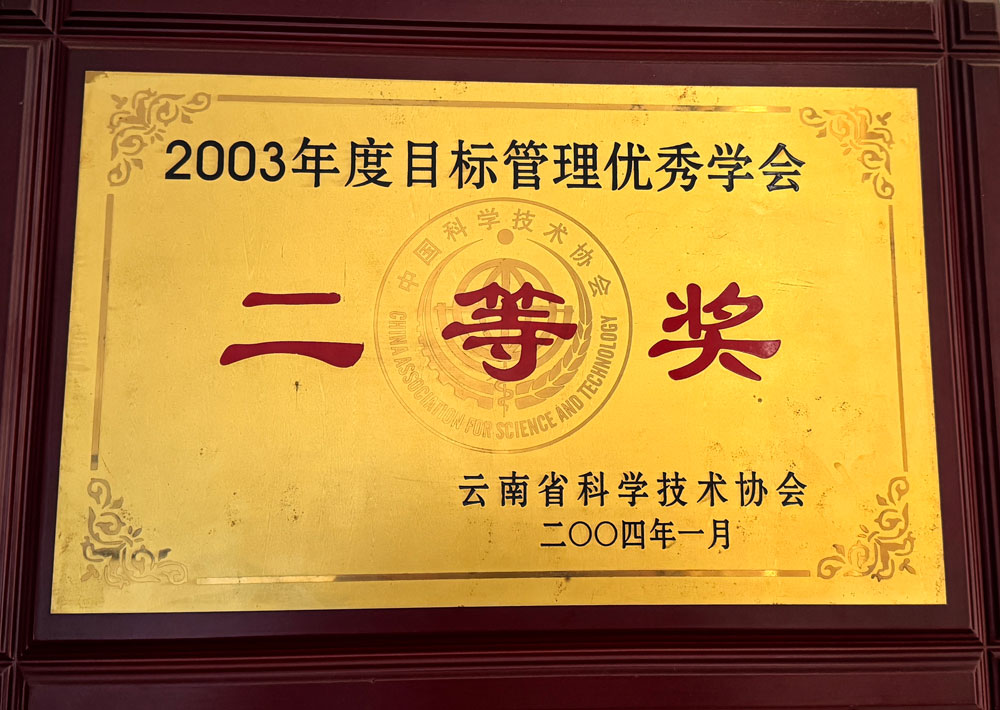 2003年度目标管理优秀学会
中国科学技术协会
二等奖
CHINA ASSOCIATION FOR SCIENCE AND TECHNOLOGY
云南省科学技术协会
二〇〇四年一月